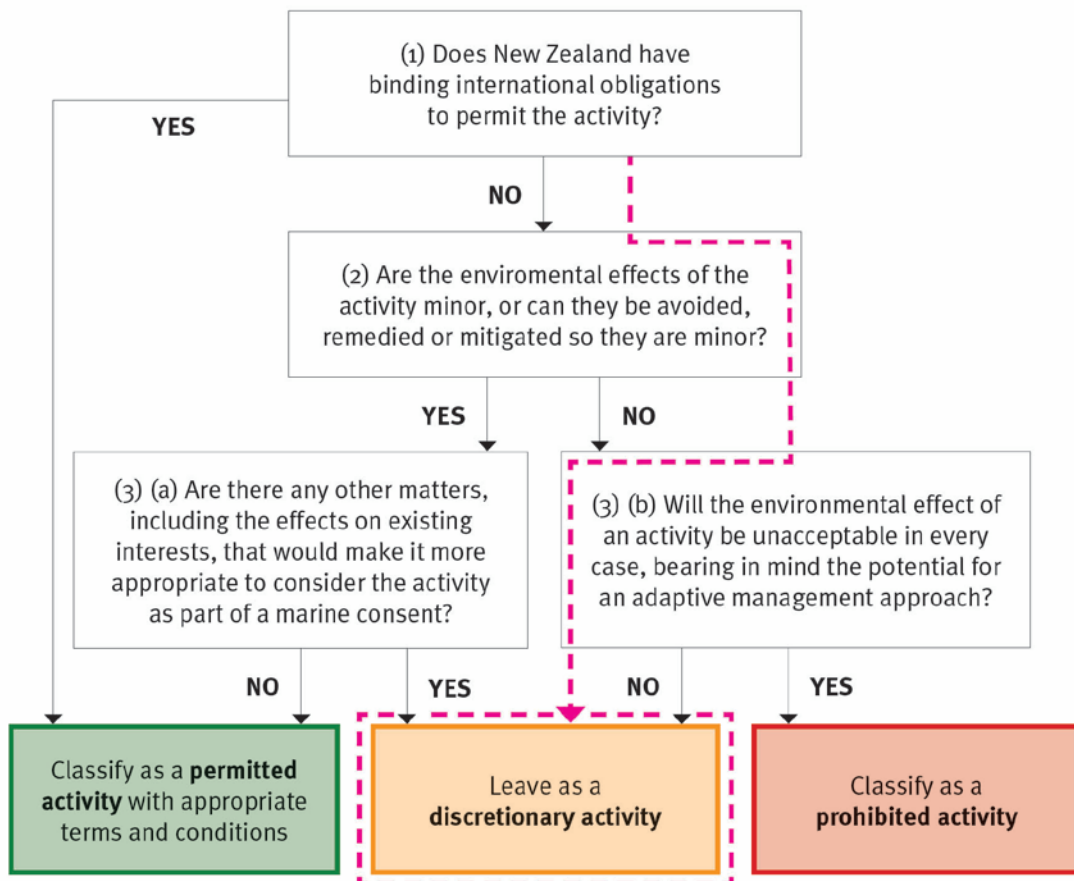 (1) Does New Zealand have
binding international obligations
to permit the activity?
YES
NO
(2) Are the enviromental effects of the
activity minor, or can they be avoided,
remedied or mitigated so they are minor?
YES
NO
(3) (a) Are there any other matters,
including the effects on existing
interests, that would make it more
appropriate to consider the activity
as part of a marine consent?
(3) (b) Will the environmental effect of
an activity be unacceptable in every
case, bearing in mind the potential for
an adaptive management approach?
NO
YES
NO
YES
Classify as a permitted
activity with appropriate
terms and conditions
Leave as a
discretionary activity
Classify as a
prohibited activity